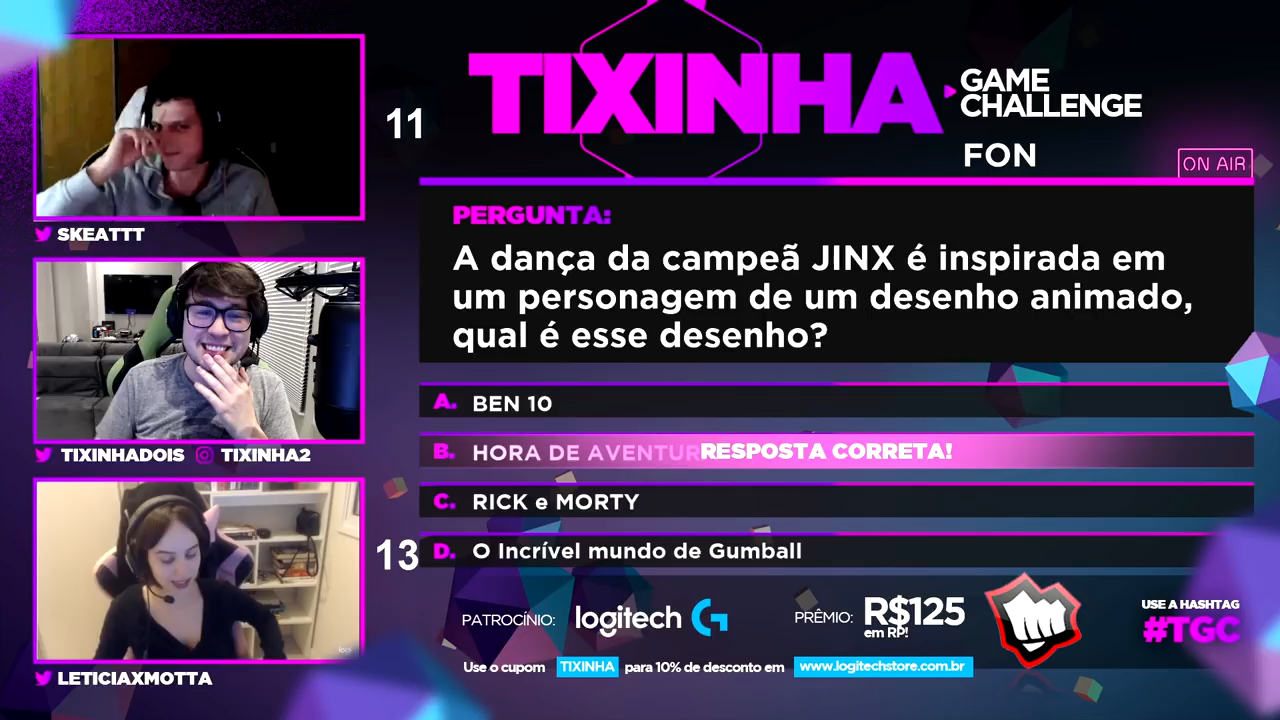 SKEATTT
11
TIXINHADOIS TIXINHA2
LETICIAXMOTTA
13
TIXINHA
GAME
CHALLENGE
FON
ON AIR
PERGUNTA:
A dança da campeã JINX é inspirada em
um personagem de um desenho animado,
qual é esse desenho?
A. BEN 10
B. HORA DE AVENTUR RESPOSTA CORRETA!
C. RICK e MORTY
D. O Incrível mundo de Gumball
PATROCÍNIO: logitech G
PRÊMIO: R$125
em RP!
USE A HASHTAG
#TGC
Use o cupom TIXINHA para 10% de desconto em www.logitechstore.com.br